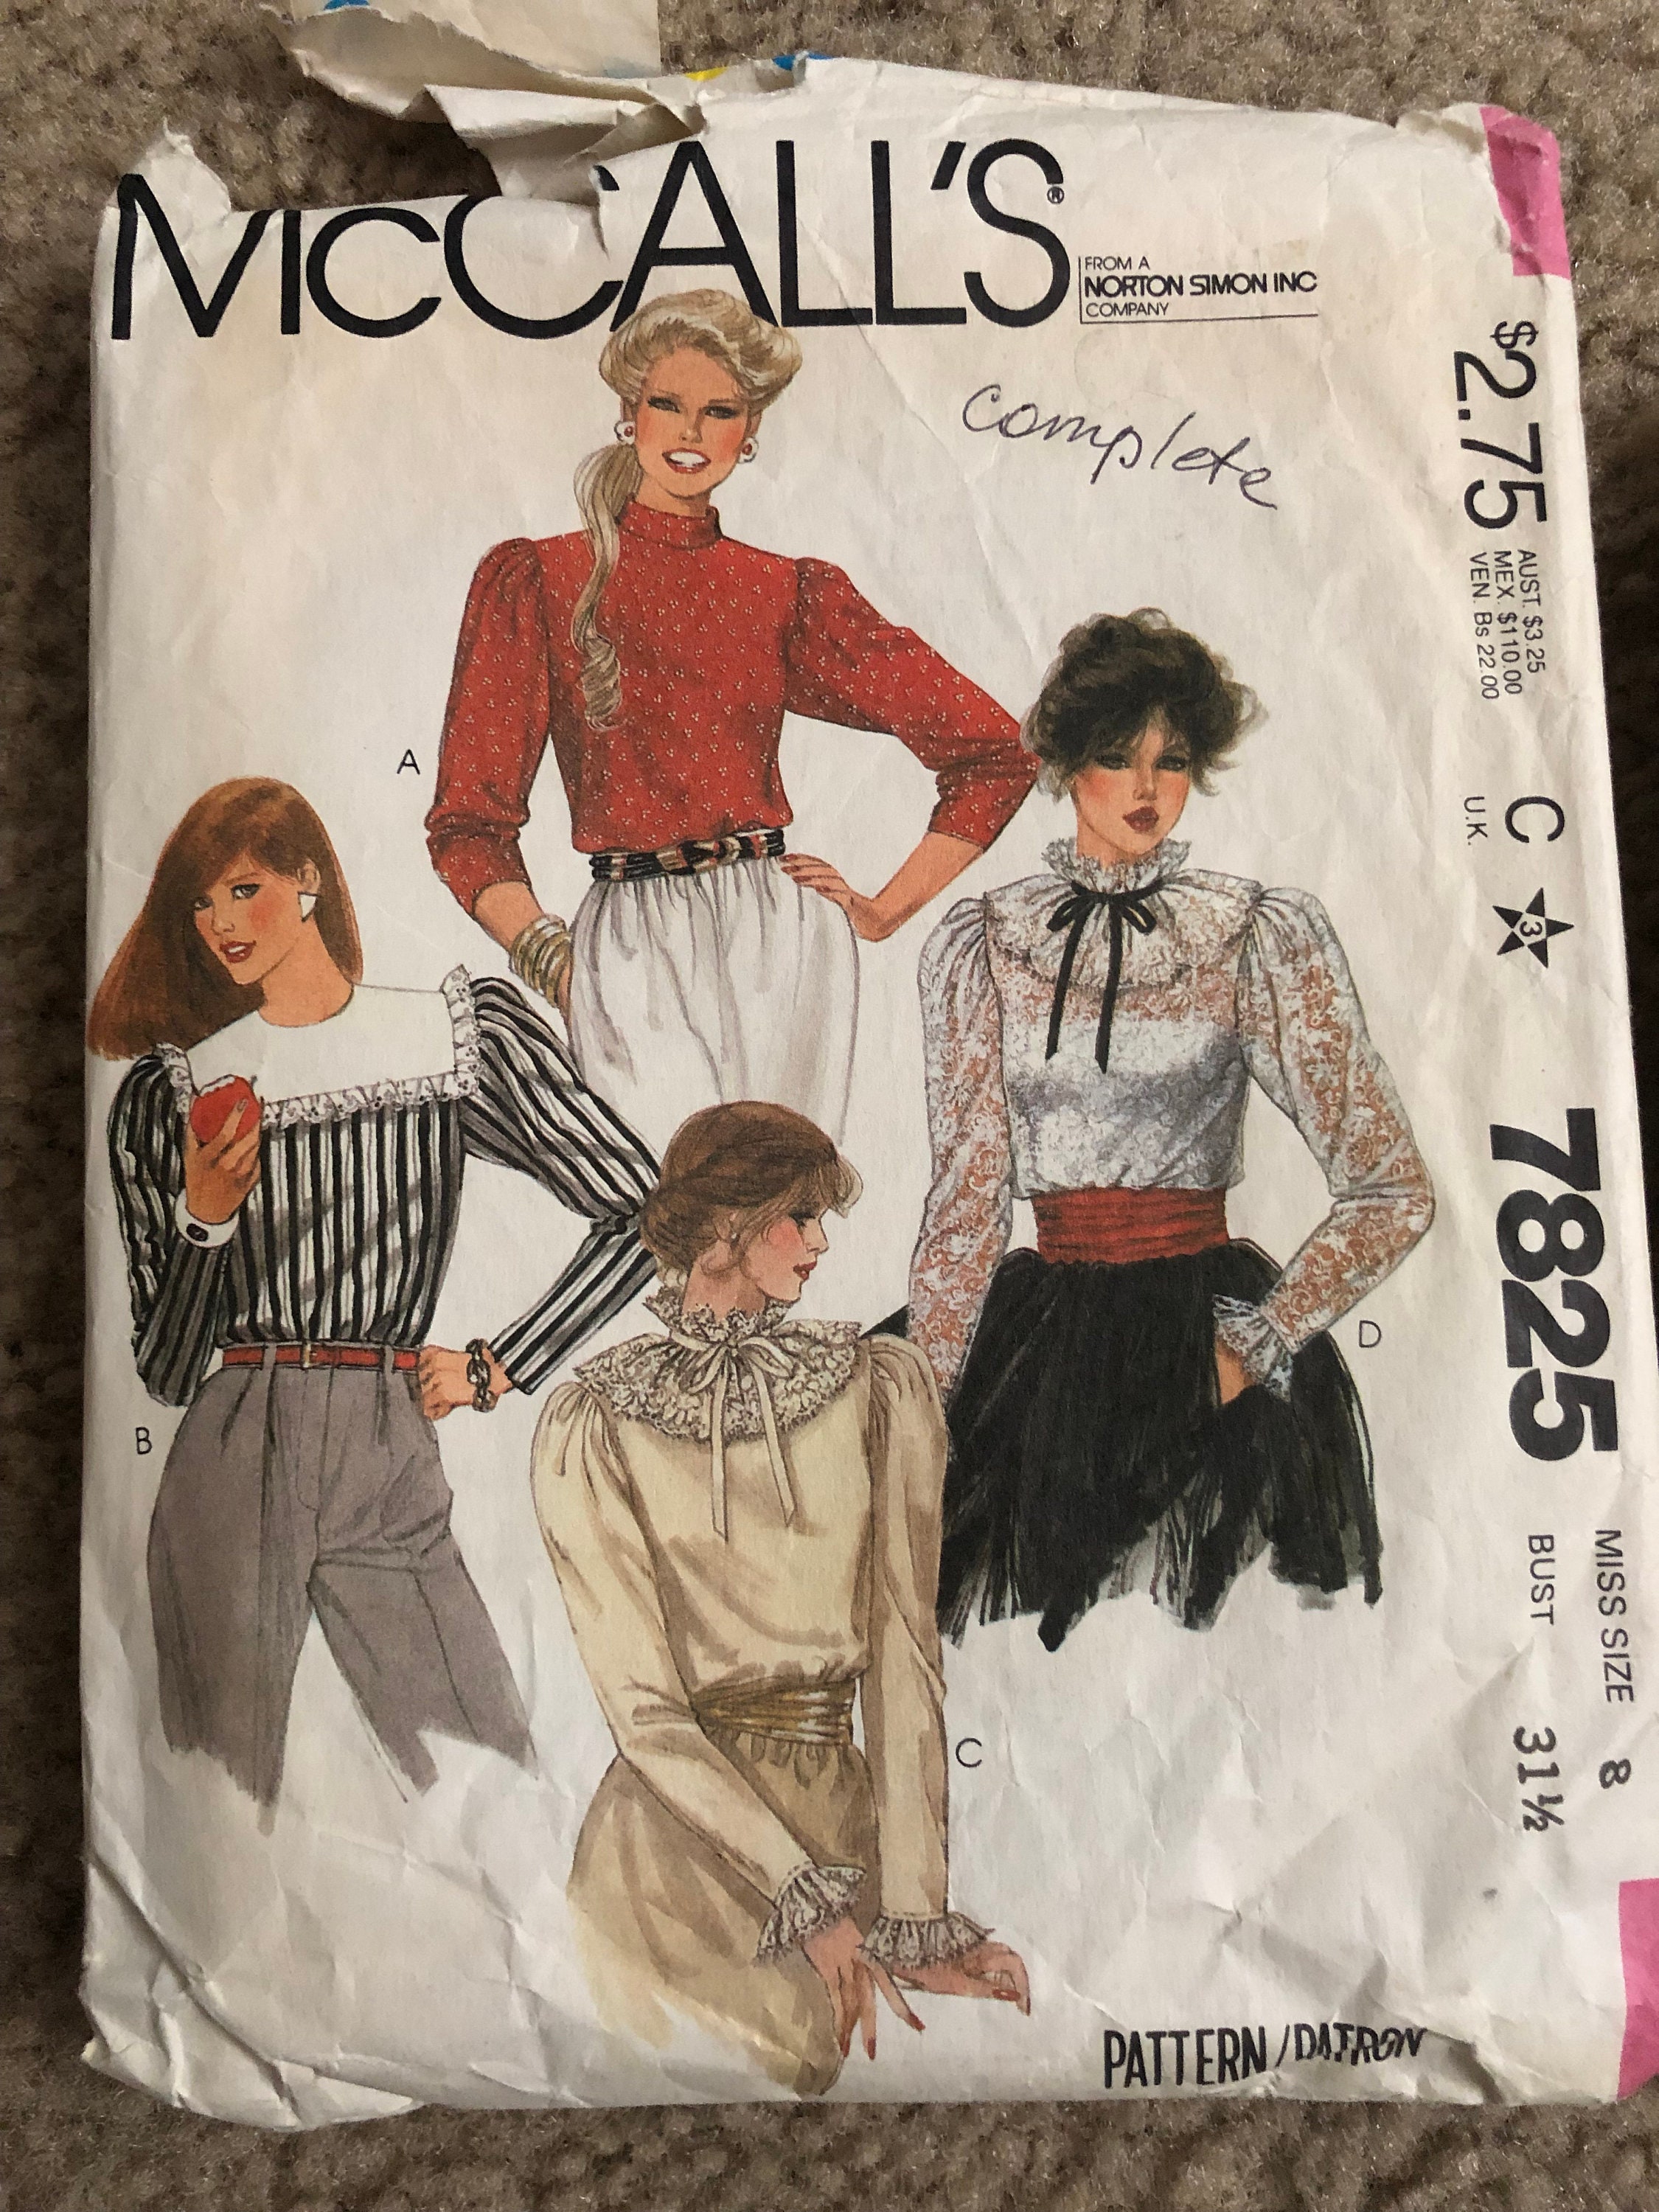 McCALL'S®
FROM A
NORTON SIMON INC
COMPANY
complete
$2.75
AUST. $3.25
MEX. $110.00
VEN. Bs 22.00
C
U.K.
3
7825
MISS SIZE 8
BUST 31½
A
B
D
C
PATTERN/PATRON